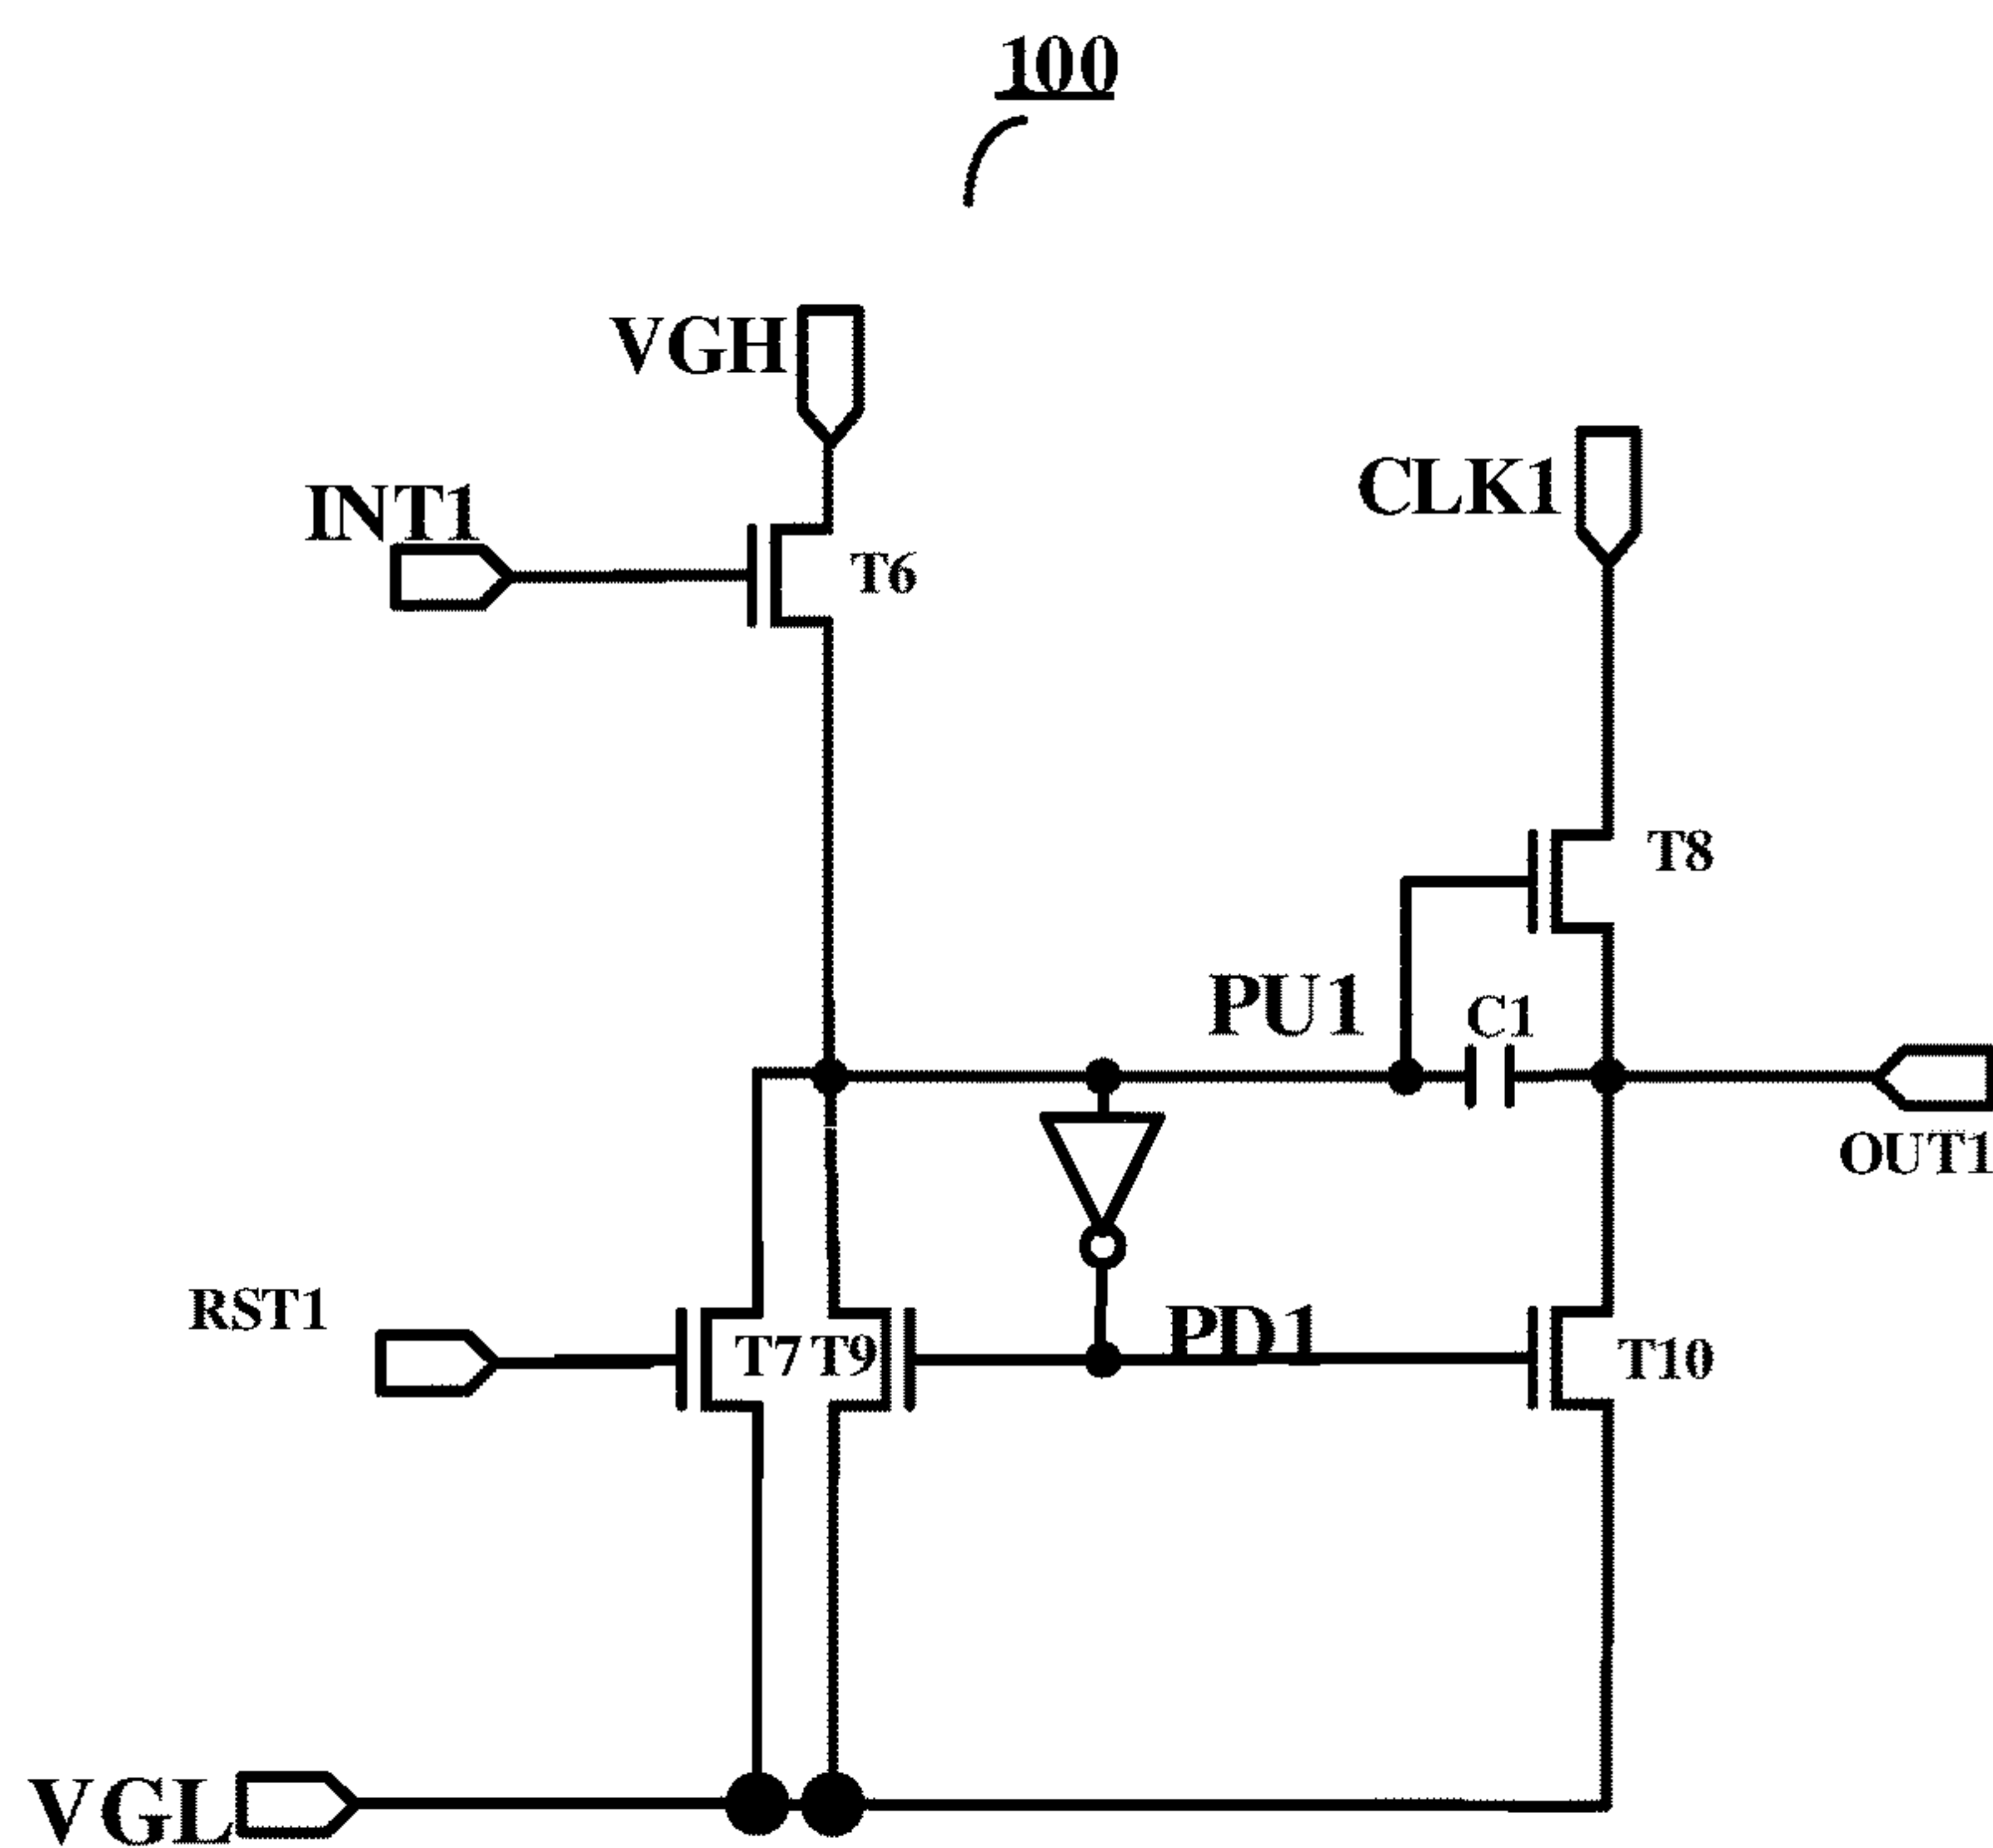 100
VGH
CLK1
INT1
T6
T8
PU1
C1
OUT1
RST1
T7
T9
PD1
T10
VGL